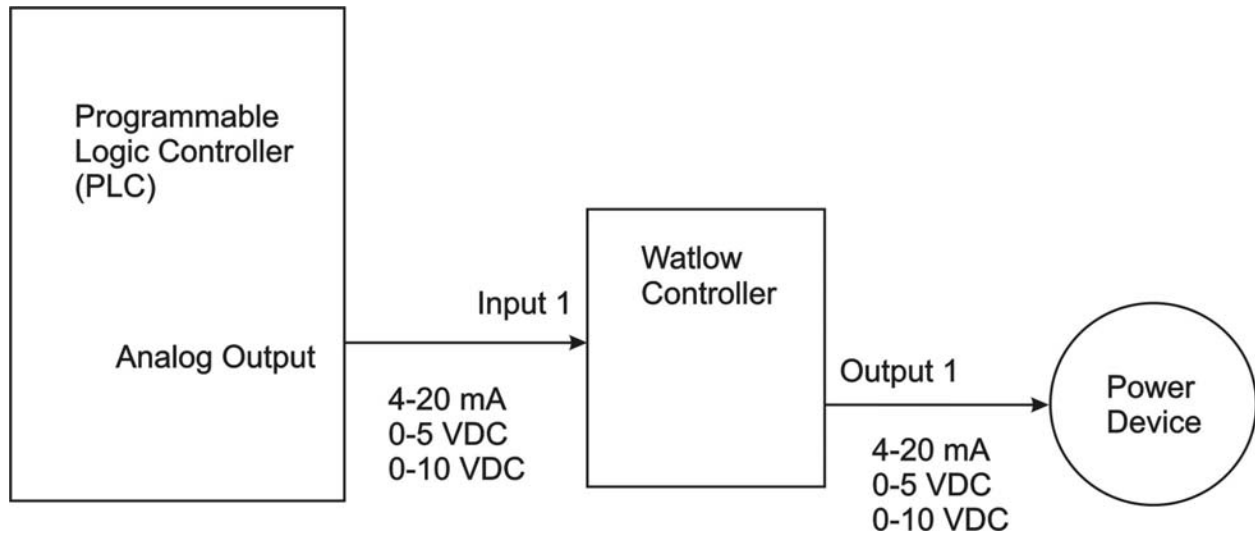 Programmable
Logic Controller
(PLC)
Analog Output
Input 1
4-20 mA
0-5 VDC
0-10 VDC
Watlow
Controller
Output 1
4-20 mA
0-5 VDC
0-10 VDC
Power
Device